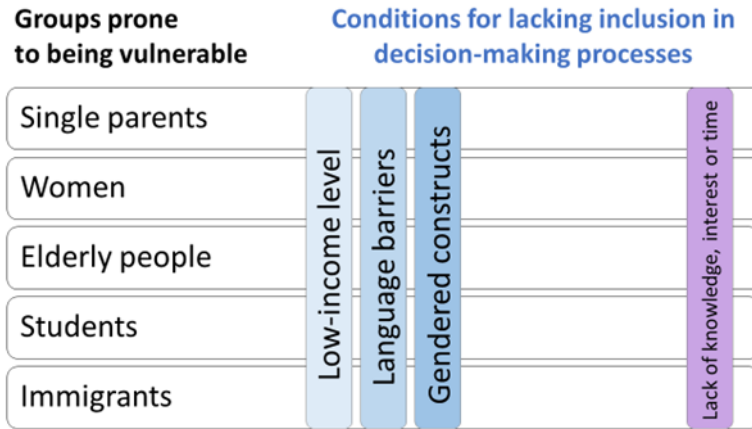 Groups prone
to being vulnerable
Conditions for lacking inclusion in
decision-making processes
Single parents
Women
Elderly people
Students
Immigrants
Low-income level
Language barriers
Gendered constructs
Lack of knowledge, interest or time